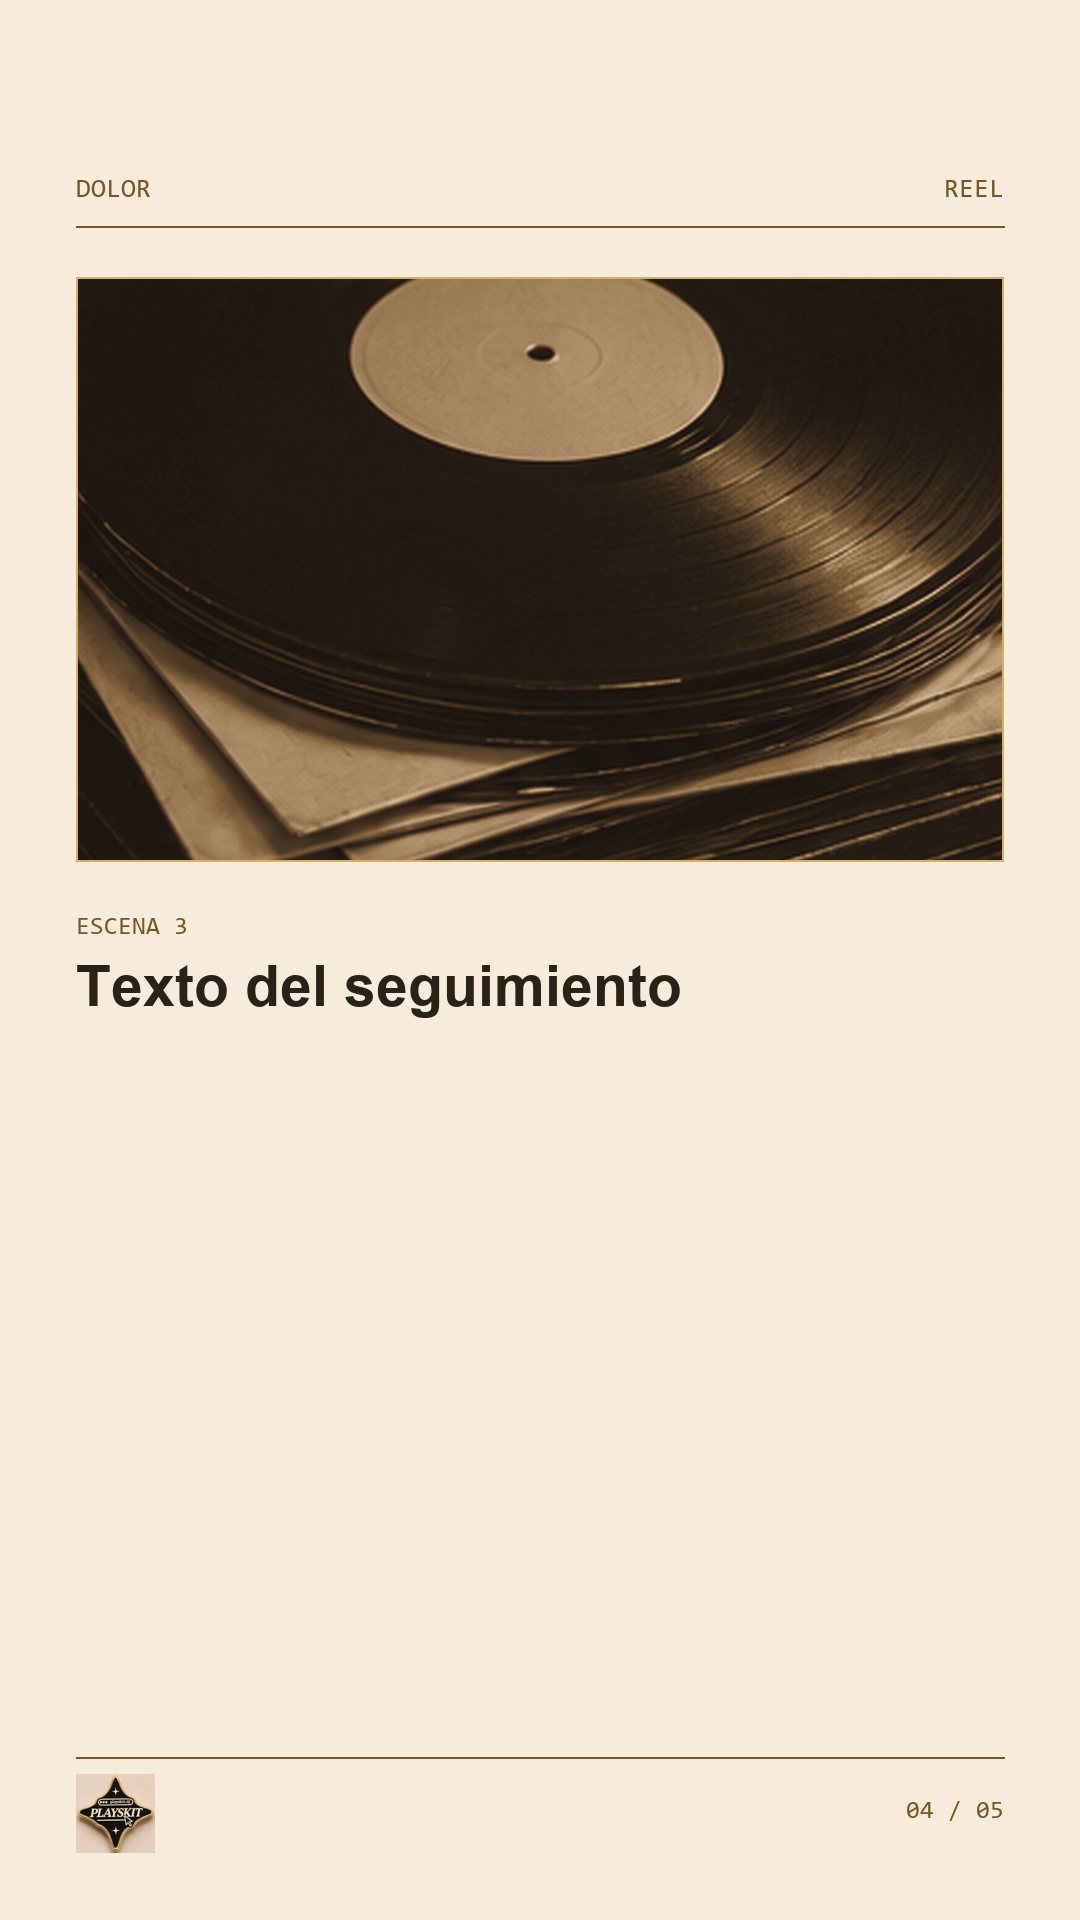 DOLOR
REEL
ESCENA 3
Texto del seguimiento
PLAYSKIT
04 / 05